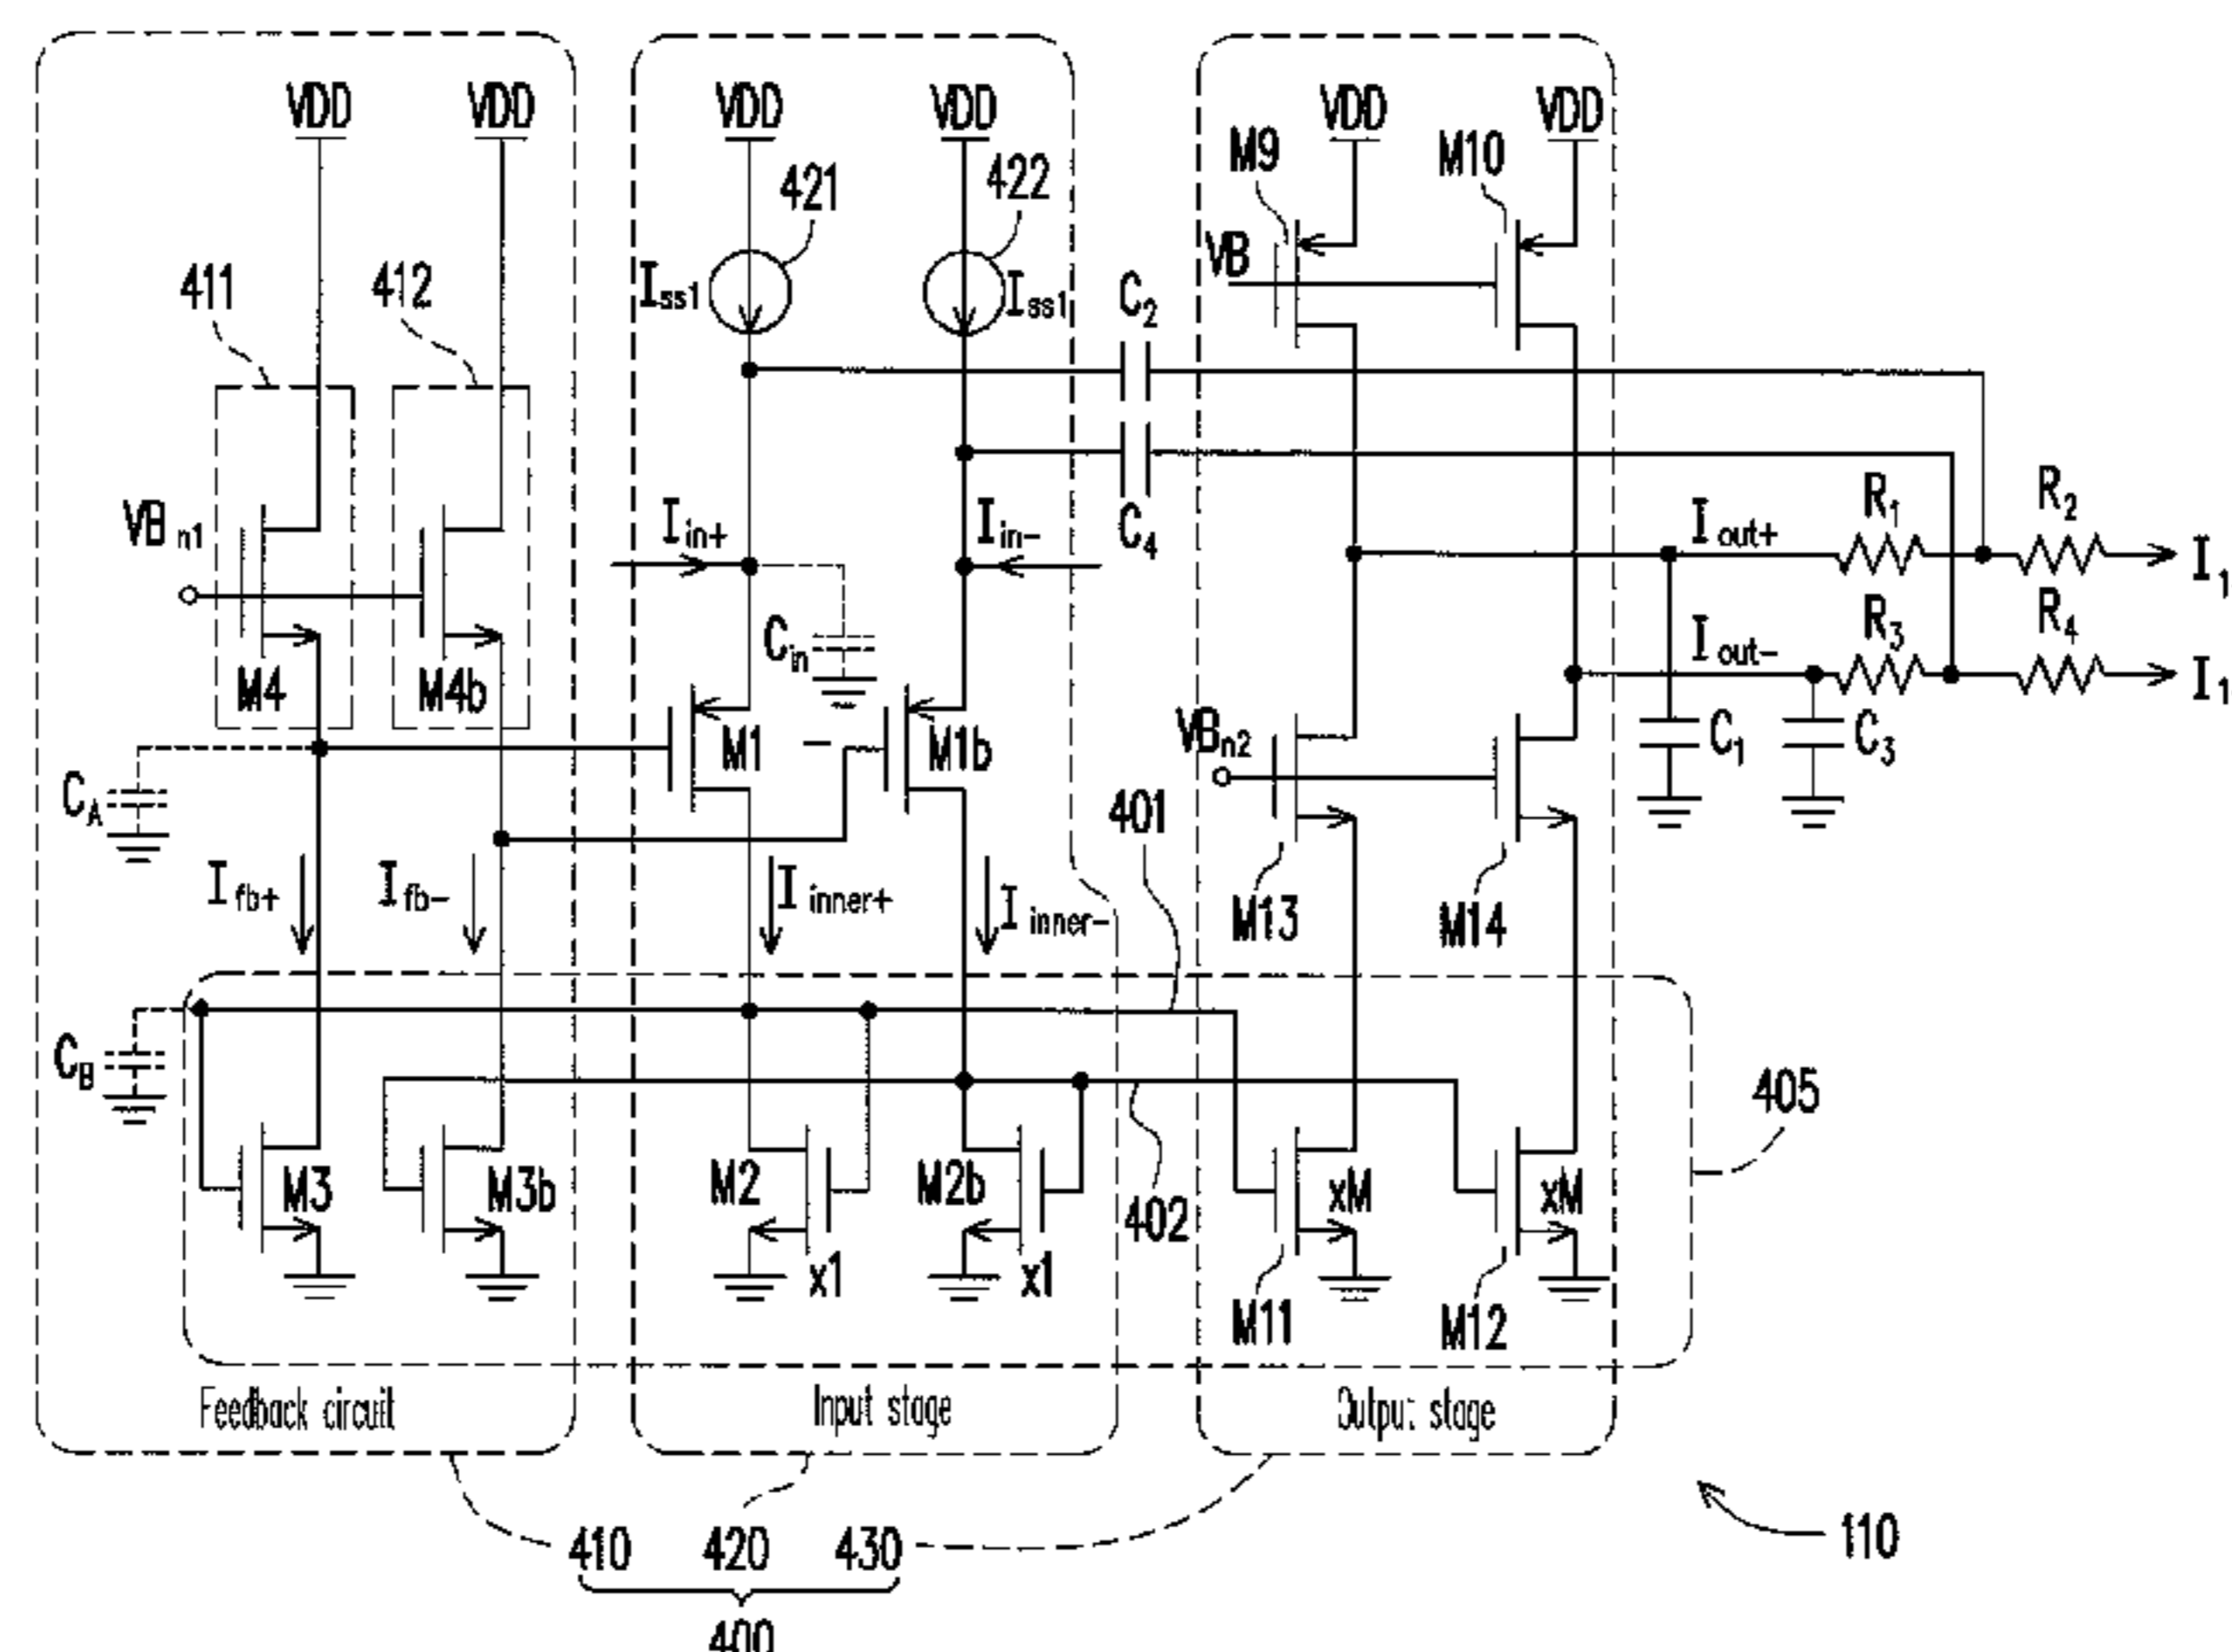 VDD VDD VDD VDD VDD VDD
M9 M10
421 422
VB
411 412
Iss1 Iss1
C2
C4
VBn1
Iin+ Iin-
Iout+ R1 R2 I1
Iout- R3 R4 I1
Cin
M4 M4b
M1 - M1b
VBn2
C1 C3
CA
401
Ifb+ Ifb- Iinner+ Iinner-
M13 M14
CB
405
M3 M3b M2 M2b xM xM
402
x1 x1
M11 M12
Feedback circuit Input stage Output stage
410 420 430
110
400